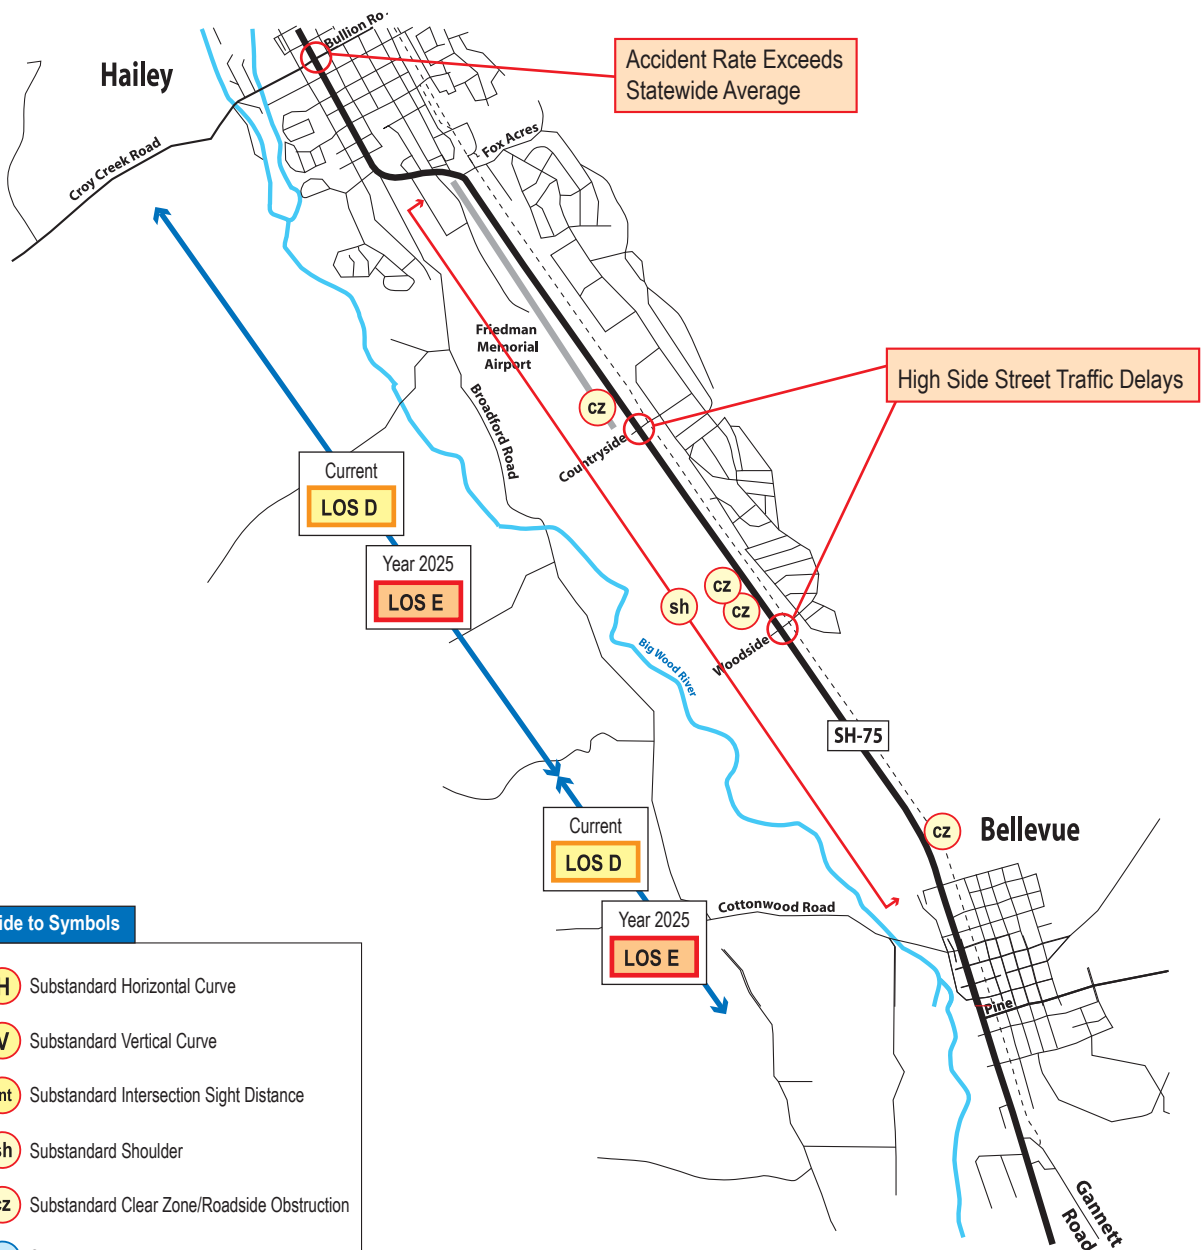 Bullion Ro
Hailey
Accident Rate Exceeds
Statewide Average
Croy Creek Road
Fox Acres
Friedman
Memorial
Airport
High Side Street Traffic Delays
Broadford Road
cz
Countryside
Current
LOS D
Year 2025
LOS E
cz
cz
sh
Woodside
Big Wood River
SH-75
cz
Bellevue
Current
LOS D
Year 2025
LOS E
Cottonwood Road
Pine
Gannett
Road
ide to Symbols
H Substandard Horizontal Curve
V Substandard Vertical Curve
nt Substandard Intersection Sight Distance
sh Substandard Shoulder
cz Substandard Clear Zone/Roadside Obstruction